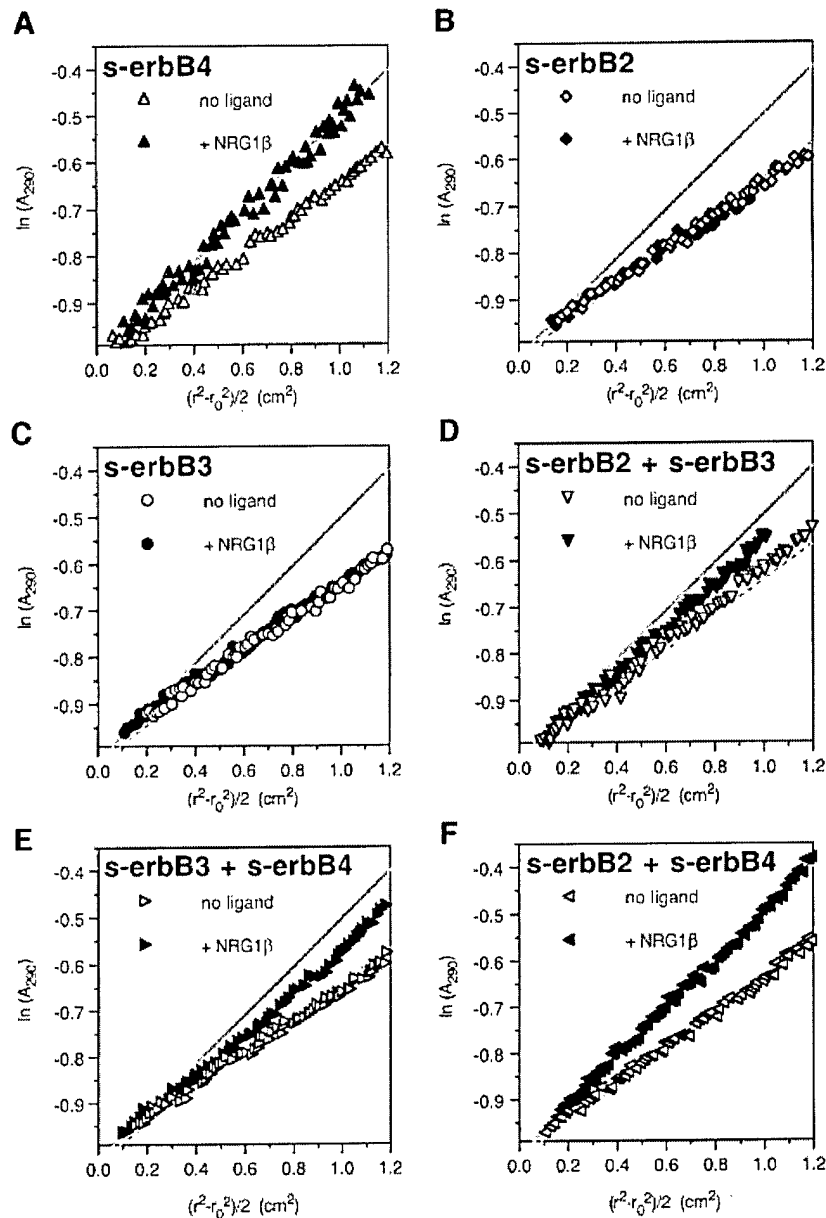 A
s-erbB4
no ligand
+ NRG1β
ln (A290)
-0.4
-0.5
-0.6
-0.7
-0.8
-0.9
0.0 0.2 0.4 0.6 0.8 1.0 1.2
(r²-r₀²)/2 (cm²)
B
s-erbB2
no ligand
+ NRG1β
ln (A290)
-0.4
-0.5
-0.6
-0.7
-0.8
-0.9
0.0 0.2 0.4 0.6 0.8 1.0 1.2
(r²-r₀²)/2 (cm²)
C
s-erbB3
no ligand
+ NRG1β
ln (A290)
-0.4
-0.5
-0.6
-0.7
-0.8
-0.9
0.0 0.2 0.4 0.6 0.8 1.0 1.2
(r²-r₀²)/2 (cm²)
D
s-erbB2 + s-erbB3
no ligand
+ NRG1β
ln (A290)
-0.4
-0.5
-0.6
-0.7
-0.8
-0.9
0.0 0.2 0.4 0.6 0.8 1.0 1.2
(r²-r₀²)/2 (cm²)
E
s-erbB3 + s-erbB4
no ligand
+ NRG1β
ln (A290)
-0.4
-0.5
-0.6
-0.7
-0.8
-0.9
0.0 0.2 0.4 0.6 0.8 1.0 1.2
(r²-r₀²)/2 (cm²)
F
s-erbB2 + s-erbB4
no ligand
+ NRG1β
ln (A290)
-0.4
-0.5
-0.6
-0.7
-0.8
-0.9
0.0 0.2 0.4 0.6 0.8 1.0 1.2
(r²-r₀²)/2 (cm²)